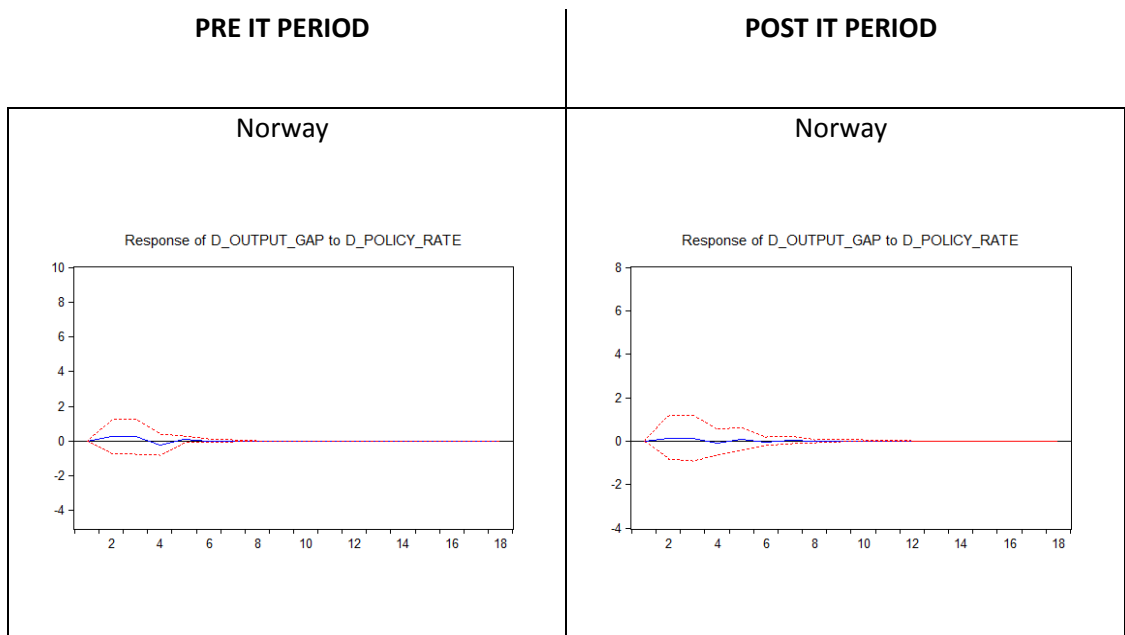 PRE IT PERIOD
POST IT PERIOD
Norway
Norway
Response of D_OUTPUT_GAP to D_POLICY_RATE
10
8
6
4
2
0
-2
-4
2 4 6 8 10 12 14 16 18
Response of D_OUTPUT_GAP to D_POLICY_RATE
8
6
4
2
0
-2
-4
2 4 6 8 10 12 14 16 18